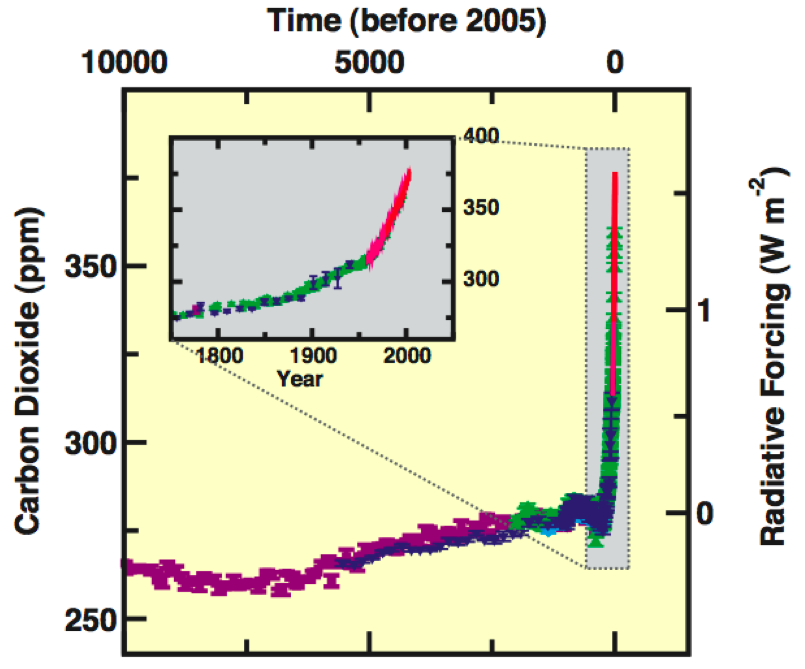 Time (before 2005)
10000 5000 0
400
350
300
1800 1900 2000
Year
Carbon Dioxide (ppm)
350
300
250
Radiative Forcing (W m-2)
1
0